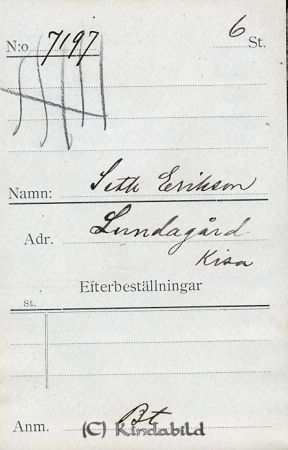 N:o 7197 6 St.
Namn: Seth Erikson
Adr. Lundagård
Kisa
Efterbeställningar
St.
Anm. Bt
(C) Kindabild